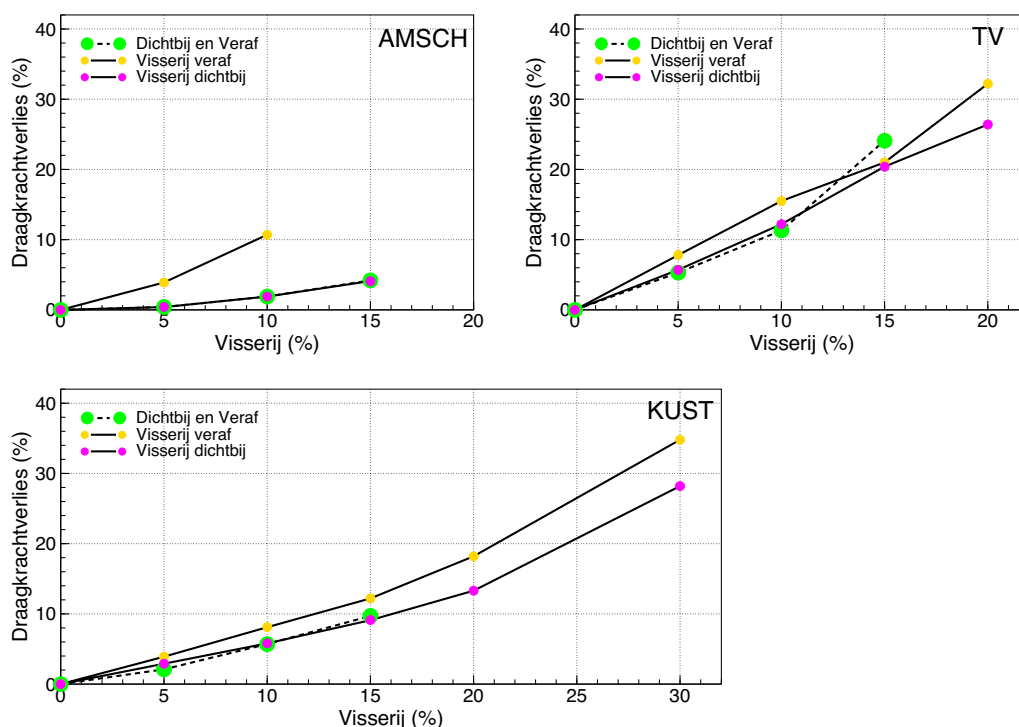 AMSCH
Dichtbij en Veraf
Visserij veraf
Visserij dichtbij
Draagkrachtverlies (%)
40
30
20
10
0
0 5 10 15 20
Visserij (%)
TV
Dichtbij en Veraf
Visserij veraf
Visserij dichtbij
Draagkrachtverlies (%)
40
30
20
10
0
0 5 10 15 20
Visserij (%)
KUST
Dichtbij en Veraf
Visserij veraf
Visserij dichtbij
Draagkrachtverlies (%)
40
30
20
10
0
0 5 10 15 20 25 30
Visserij (%)